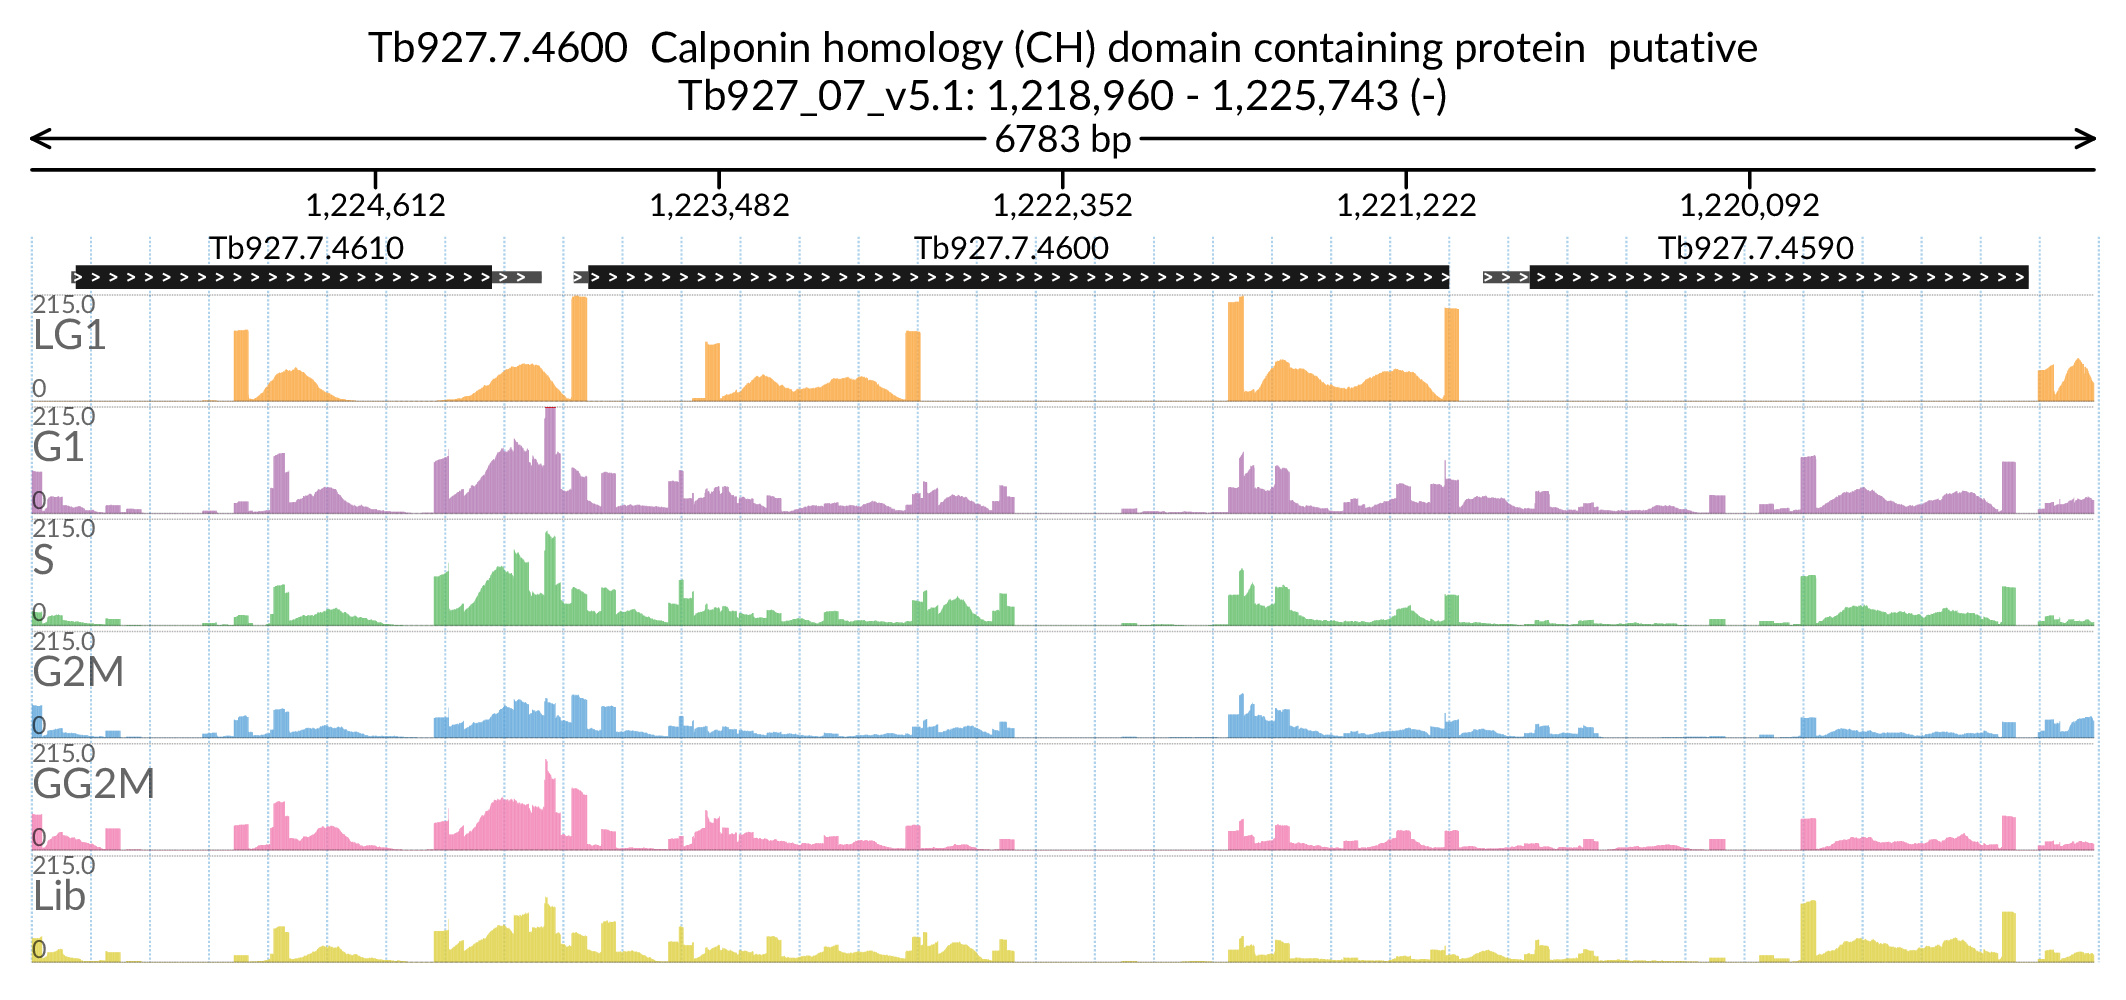 Tb927.7.4600  Calponin homology (CH) domain containing protein  putative
Tb927_07_v5.1: 1,218,960 - 1,225,743 (-)
6783 bp
1,224,612 1,223,482 1,222,352 1,221,222 1,220,092
Tb927.7.4610 Tb927.7.4600 Tb927.7.4590
215.0
LG1
0
215.0
G1
0
215.0
S
0
215.0
G2M
0
215.0
GG2M
0
215.0
Lib
0